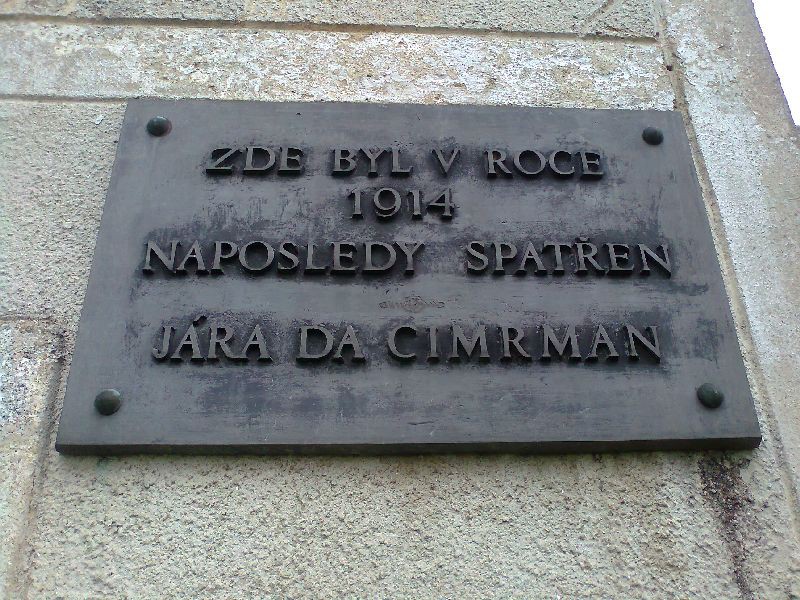 ZDE BYL V ROCE
1914
NAPOSLEDY SPATŘEN
JÁRA DA CIMRMAN